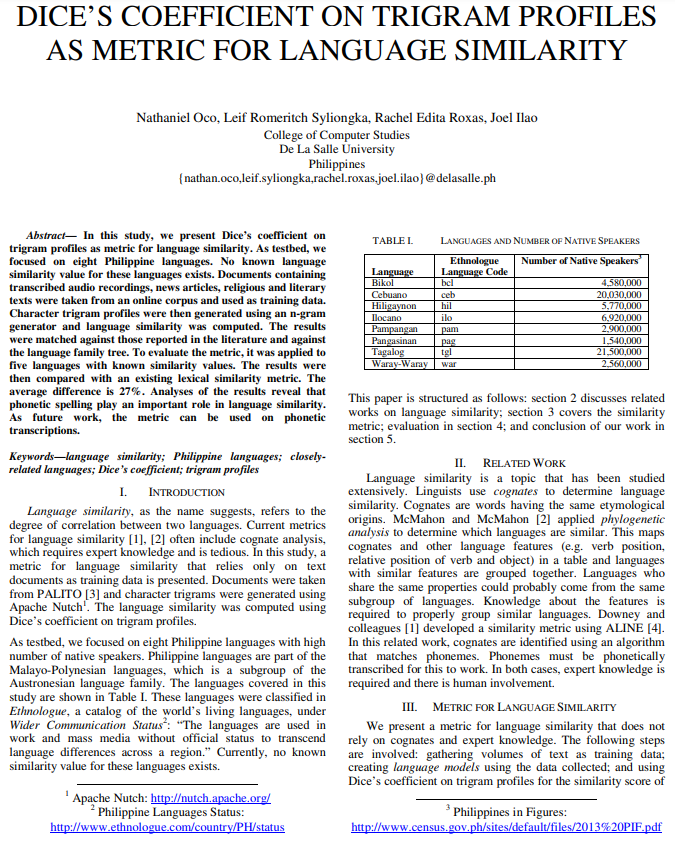 DICE’S COEFFICIENT ON TRIGRAM PROFILES
AS METRIC FOR LANGUAGE SIMILARITY
Nathaniel Oco, Leif Romeritch Syliongka, Rachel Edita Roxas, Joel Ilao
College of Computer Studies
De La Salle University
Philippines
{nathan.oco,leif.syliongka,rachel.roxas,joel.ilao}@delasalle.ph
Abstract— In this study, we present Dice’s coefficient on
trigram profiles as metric for language similarity. As testbed, we
focused on eight Philippine languages. No known language
similarity value for these languages exists. Documents containing
transcribed audio recordings, news articles, religious and literary
texts were taken from an online corpus and used as training data.
Character trigram profiles were then generated using an n-gram
generator and language similarity was computed. The results
were matched against those reported in the literature and against
the language family tree. To evaluate the metric, it was applied to
five languages with known similarity values. The results were
then compared with an existing lexical similarity metric. The
average difference is 27%. Analyses of the results reveal that
phonetic spelling play an important role in language similarity.
As future work, the metric can be used on phonetic
transcriptions.
Keywords—language similarity; Philippine languages; closely-
related languages; Dice’s coefficient; trigram profiles
I. INTRODUCTION
Language similarity, as the name suggests, refers to the
degree of correlation between two languages. Current metrics
for language similarity [1], [2] often include cognate analysis,
which requires expert knowledge and is tedious. In this study, a
metric for language similarity that relies only on text
documents as training data is presented. Documents were taken
from PALITO [3] and character trigrams were generated using
Apache Nutch1. The language similarity was computed using
Dice’s coefficient on trigram profiles.
As testbed, we focused on eight Philippine languages with high
number of native speakers. Philippine languages are part of the
Malayo-Polynesian languages, which is a subgroup of the
Austronesian language family. The languages covered in this
study are shown in Table I. These languages were classified in
Ethnologue, a catalog of the world’s living languages, under
Wider Communication Status2: “The languages are used in
work and mass media without official status to transcend
language differences across a region.” Currently, no known
similarity value for these languages exists.
1 Apache Nutch: http://nutch.apache.org/
2 Philippine Languages Status:
http://www.ethnologue.com/country/PH/status
TABLE I. LANGUAGES AND NUMBER OF NATIVE SPEAKERS
Language Ethnologue Language Code Number of Native Speakers3
Bikol bcl 4,580,000
Cebuano ceb 20,030,000
Hiligaynon hil 5,770,000
Ilocano ilo 6,920,000
Pampangan pam 2,900,000
Pangasinan pag 1,540,000
Tagalog tgl 21,500,000
Waray-Waray war 2,560,000
This paper is structured as follows: section 2 discusses related
works on language similarity; section 3 covers the similarity
metric; evaluation in section 4; and conclusion of our work in
section 5.
II. RELATED WORK
Language similarity is a topic that has been studied
extensively. Linguists use cognates to determine language
similarity. Cognates are words having the same etymological
origins. McMahon and McMahon [2] applied phylogenetic
analysis to determine which languages are similar. This maps
cognates and other language features (e.g. verb position,
relative position of verb and object) in a table and languages
with similar features are grouped together. Languages who
share the same properties could probably come from the same
subgroup of languages. Knowledge about the features is
required to properly group similar languages. Downey and
colleagues [1] developed a similarity metric using ALINE [4].
In this related work, cognates are identified using an algorithm
that matches phonemes. Phonemes must be phonetically
transcribed for this to work. In both cases, expert knowledge is
required and there is human involvement.
III. METRIC FOR LANGUAGE SIMILARITY
We present a metric for language similarity that does not
rely on cognates and expert knowledge. The following steps
are involved: gathering volumes of text as training data;
creating language models using the data collected; and using
Dice’s coefficient on trigram profiles for the similarity score of
3 Philippines in Figures:
http://www.census.gov.ph/sites/default/files/2013%20PIF.pdf